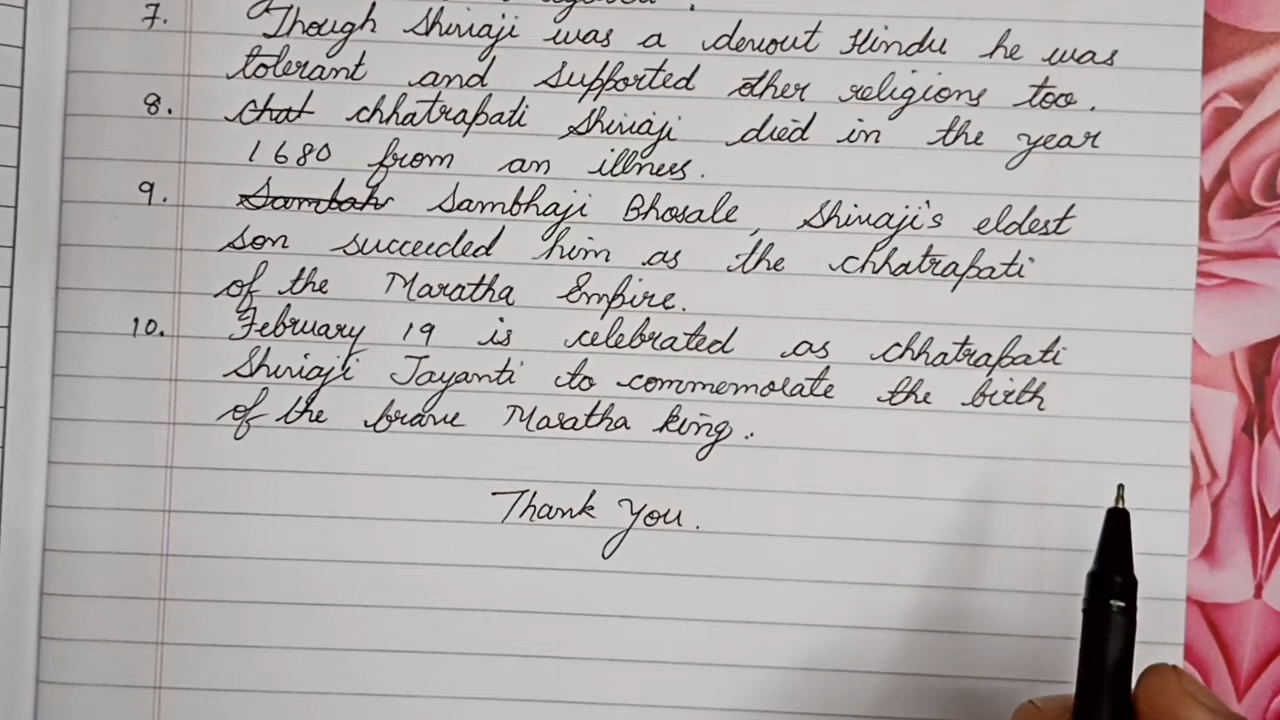 7. Though Shivaji was a devout Hindu he was
tolerant and supported other religions too.
8. chat chhatrapati Shivaji died in the year
1680 from an illness.
9. Sambah Sambhaji Bhosale, Shivaji's eldest
son succeeded him as the chhatrapati
of the Maratha Empire.
10. February 19 is celebrated as chhatrapati
Shivaji Jayanti to commemorate the birth
of the brave Maratha king.
Thank You.